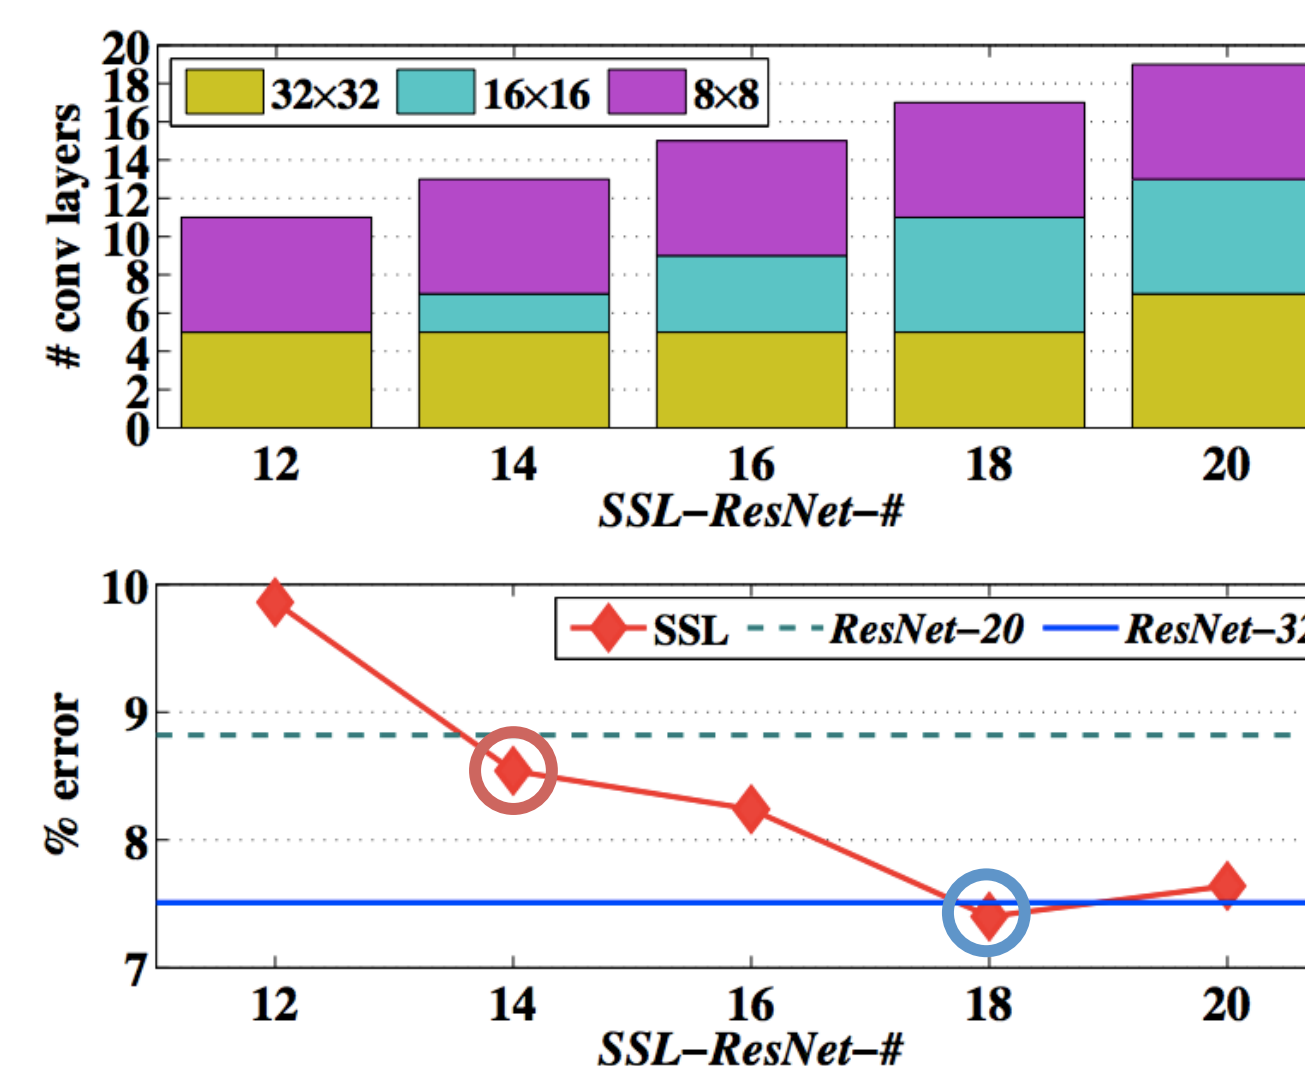 20
18
16
14
12
10
8
6
4
2
0
# conv layers
32×32 16×16 8×8
12 14 16 18 20
SSL–ResNet–#
10
9
8
7
% error
SSL ResNet–20 ResNet–32
12 14 16 18 20
SSL–ResNet–#